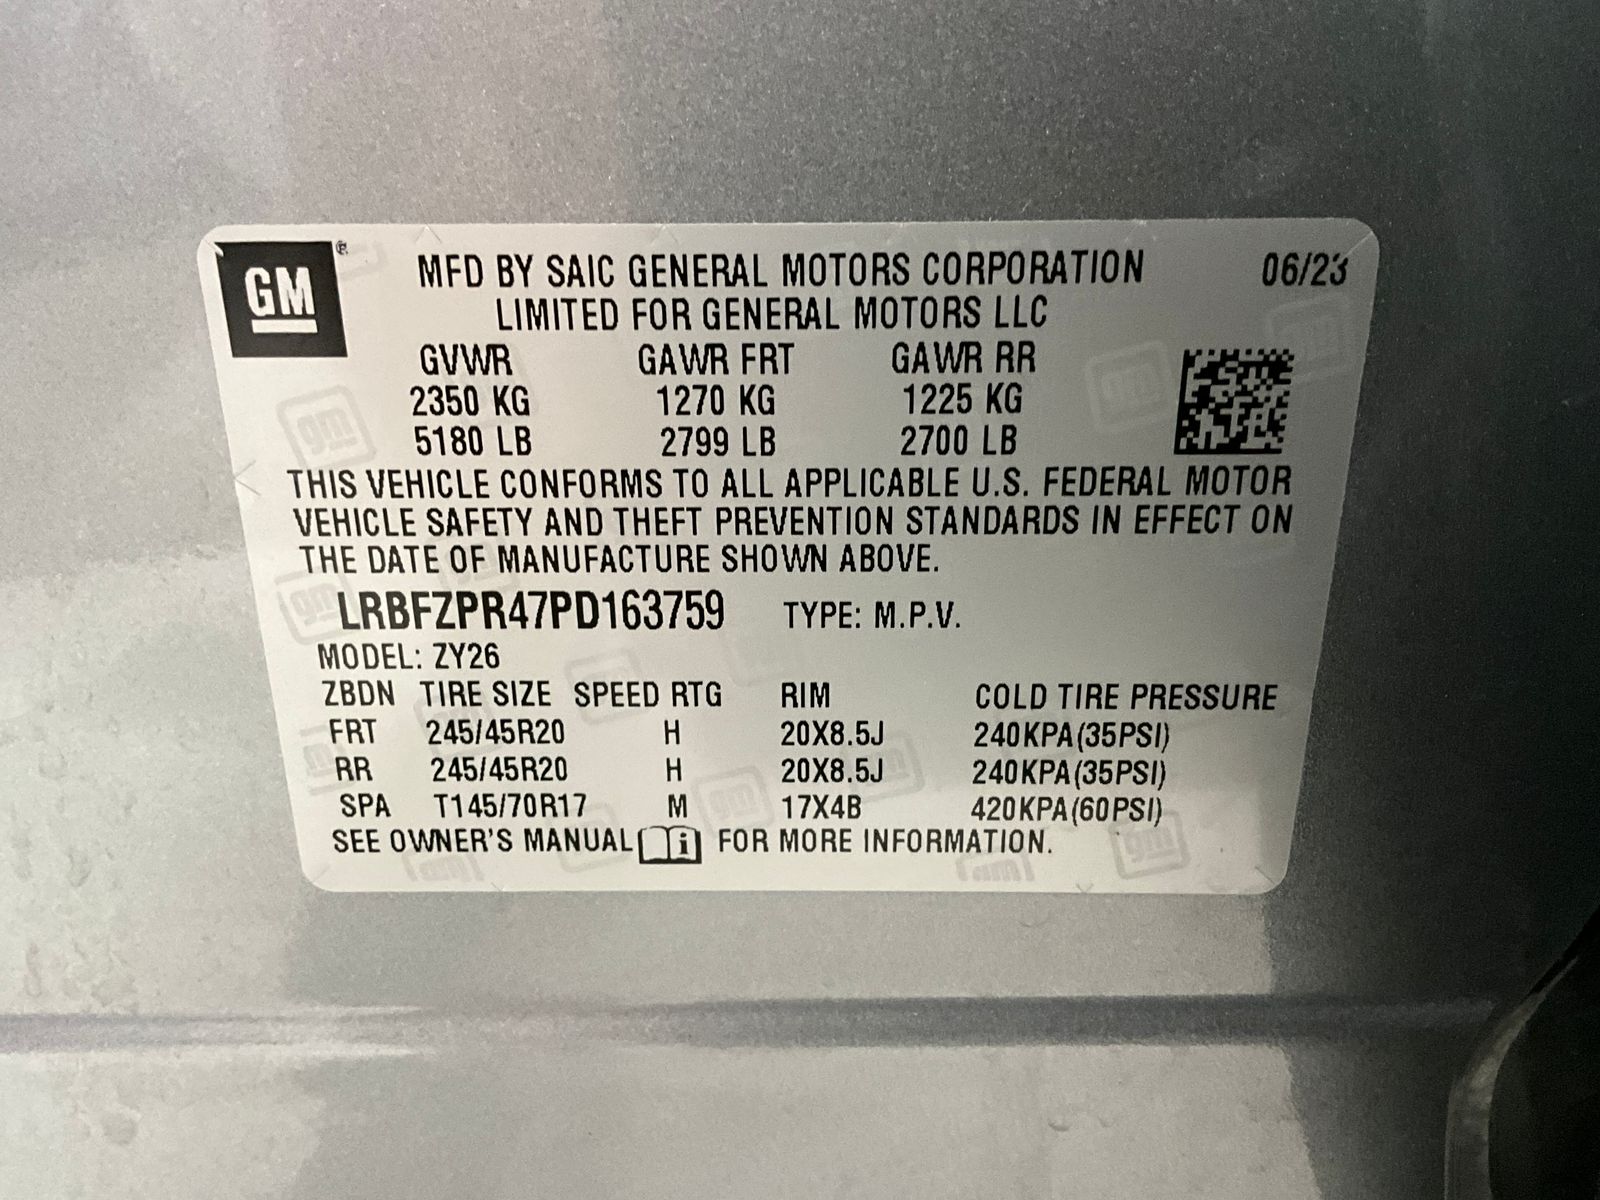 GM ®
MFD BY SAIC GENERAL MOTORS CORPORATION 06/23
LIMITED FOR GENERAL MOTORS LLC
GVWR GAWR FRT GAWR RR
2350 KG 1270 KG 1225 KG
5180 LB 2799 LB 2700 LB
THIS VEHICLE CONFORMS TO ALL APPLICABLE U.S. FEDERAL MOTOR
VEHICLE SAFETY AND THEFT PREVENTION STANDARDS IN EFFECT ON
THE DATE OF MANUFACTURE SHOWN ABOVE.
LRBFZPR47PD163759 TYPE: M.P.V.
MODEL: ZY26
ZBDN TIRE SIZE SPEED RTG RIM COLD TIRE PRESSURE
FRT 245/45R20 H 20X8.5J 240KPA(35PSI)
RR 245/45R20 H 20X8.5J 240KPA(35PSI)
SPA T145/70R17 M 17X4B 420KPA(60PSI)
SEE OWNER'S MANUAL i FOR MORE INFORMATION.